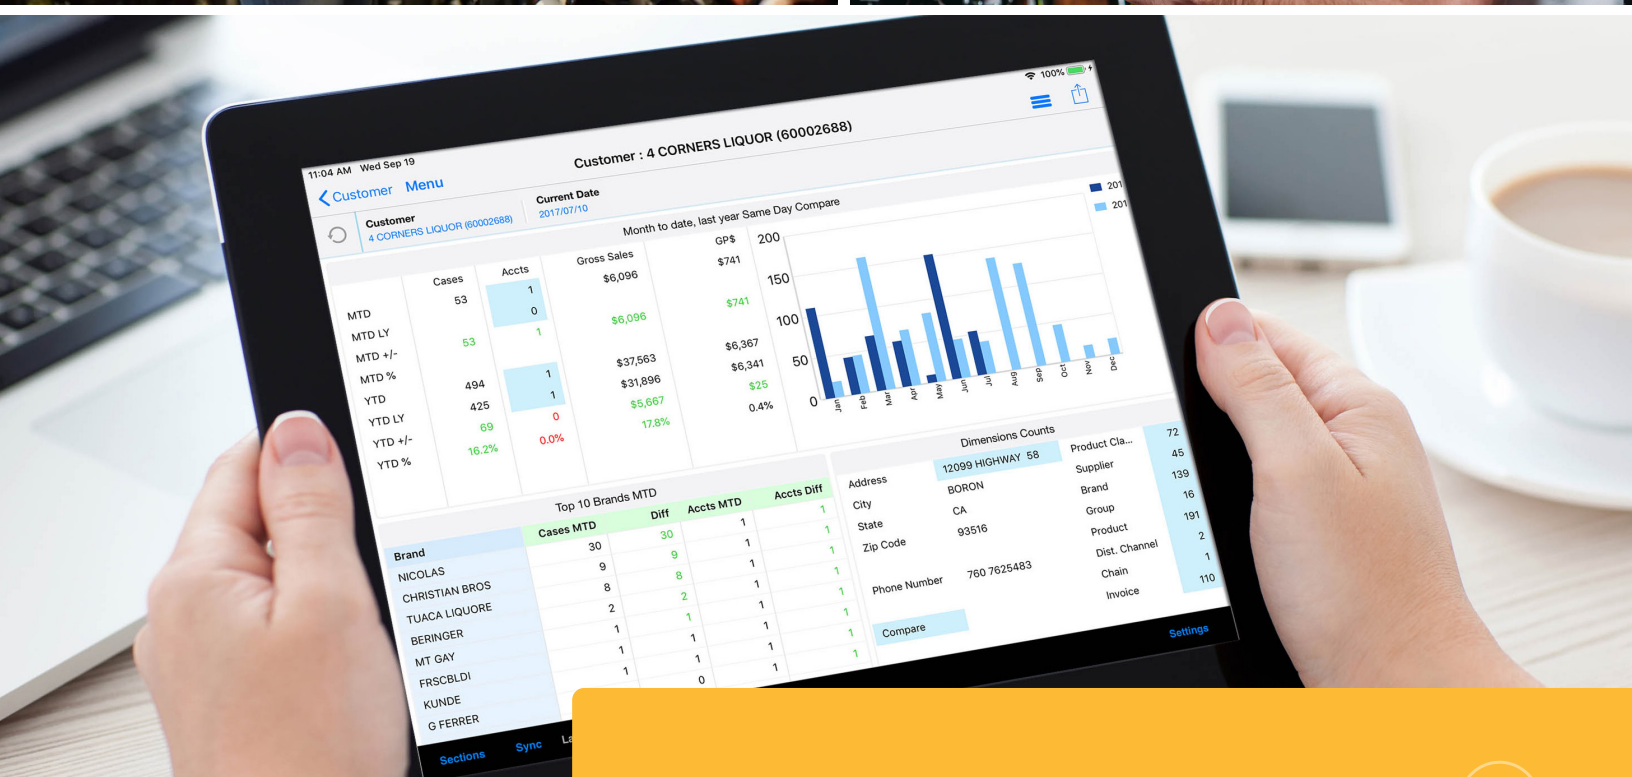 11:04 AM Wed Sep 19
100%
Customer Menu
Customer : 4 CORNERS LIQUOR (60002688)
Customer
4 CORNERS LIQUOR (60002688)
Current Date
2017/07/10
Month to date, last year Same Day Compare
Cases Accts Gross Sales GP$
MTD 53 1 $6,096 $741
MTD LY 0
MTD +/- 53 1 $6,096 $741
MTD %
YTD 494 1 $37,563 $6,367
YTD LY 425 1 $31,896 $6,341
YTD +/- 69 0 $5,667 $25
YTD % 16.2% 0.0% 17.8% 0.4%
200
150
100
50
0
Jan Feb Mar Apr May Jun Jul Aug Sep Oct Nov Dec
201
201
Top 10 Brands MTD
Brand Cases MTD Diff Accts MTD Accts Diff
NICOLAS 30 30 1 1
CHRISTIAN BROS 9 9 1 1
TUACA LIQUORE 8 8 1 1
BERINGER 2 2 1 1
MT GAY 1 1 1 1
FRSCBLDI 1 1 1 1
KUNDE 1 1 1 1
G FERRER 0 1 1
Dimensions Counts
Address 12099 HIGHWAY 58
City BORON
State CA
Zip Code 93516
Phone Number 760 7625483
Compare
Product Cla... 72
Supplier 45
Brand 139
Group 16
Product 191
Dist. Channel 2
Chain 1
Invoice 110
Sections Sync
Settings